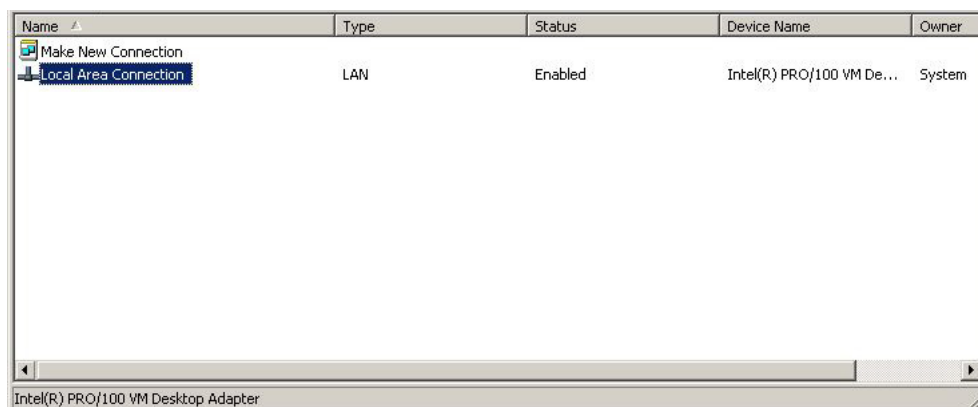 Name Type Status Device Name Owner
Make New Connection
Local Area Connection LAN Enabled Intel(R) PRO/100 VM De... System
Intel(R) PRO/100 VM Desktop Adapter